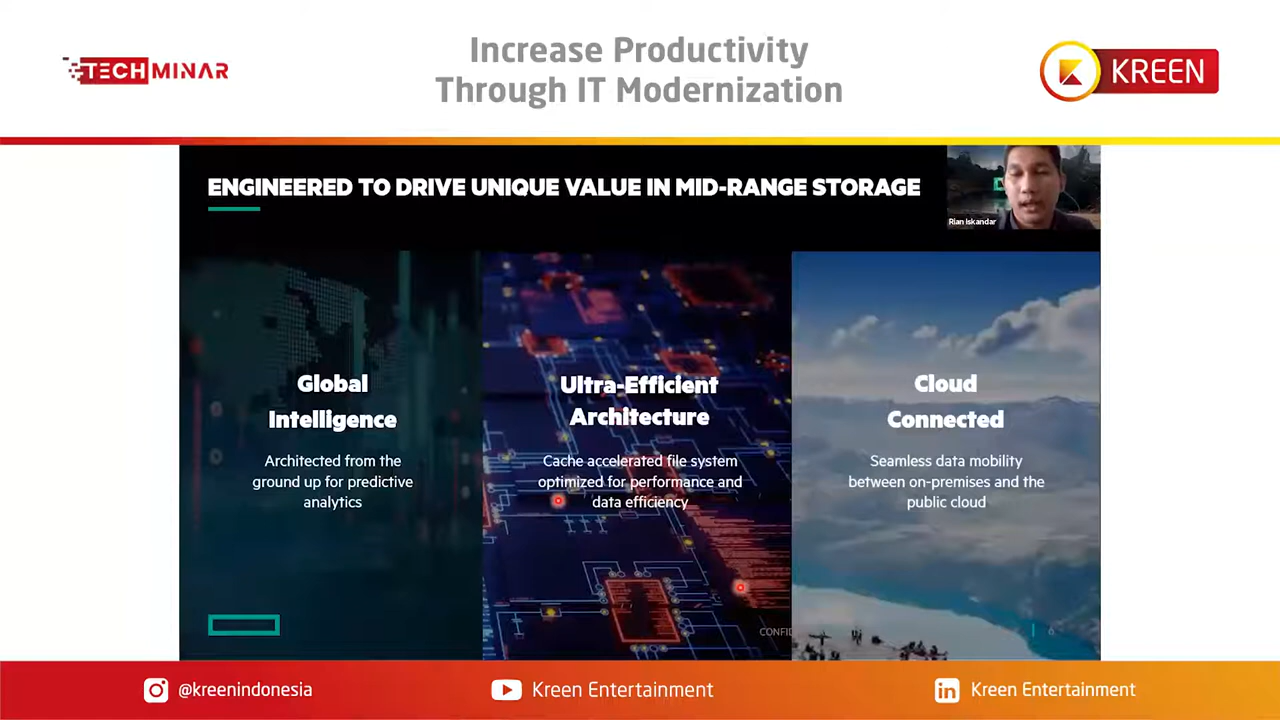 TECHMINAR
Increase Productivity
Through IT Modernization
KREEN
ENGINEERED TO DRIVE UNIQUE VALUE IN MID-RANGE STORAGE
Rian Iskandar
Global
Intelligence
Architected from the
ground up for predictive
analytics
Ultra-Efficient
Architecture
Cache accelerated file system
optimized for performance and
data efficiency
Cloud
Connected
Seamless data mobility
between on-premises and the
public cloud
CONFID
6
@kreenindonesia
Kreen Entertainment
Kreen Entertainment